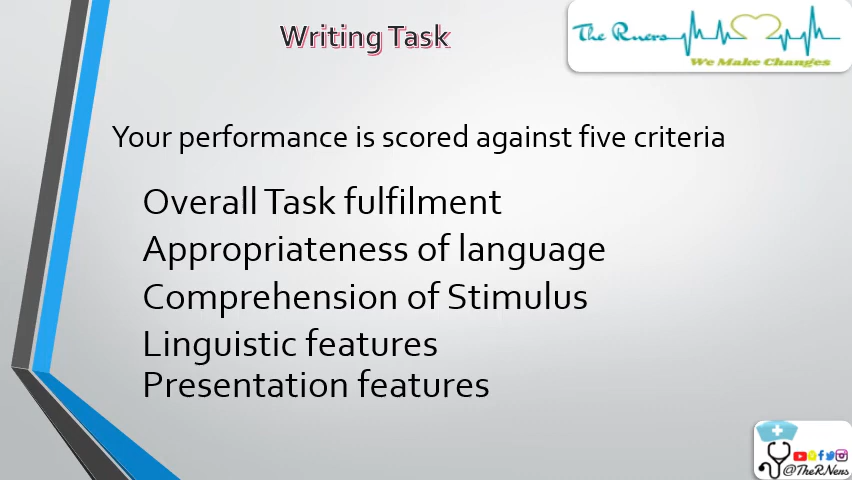 Writing Task
The Rners
We Make Changes
Your performance is scored against five criteria
Overall Task fulfilment
Appropriateness of language
Comprehension of Stimulus
Linguistic features
Presentation features
@TheRNers